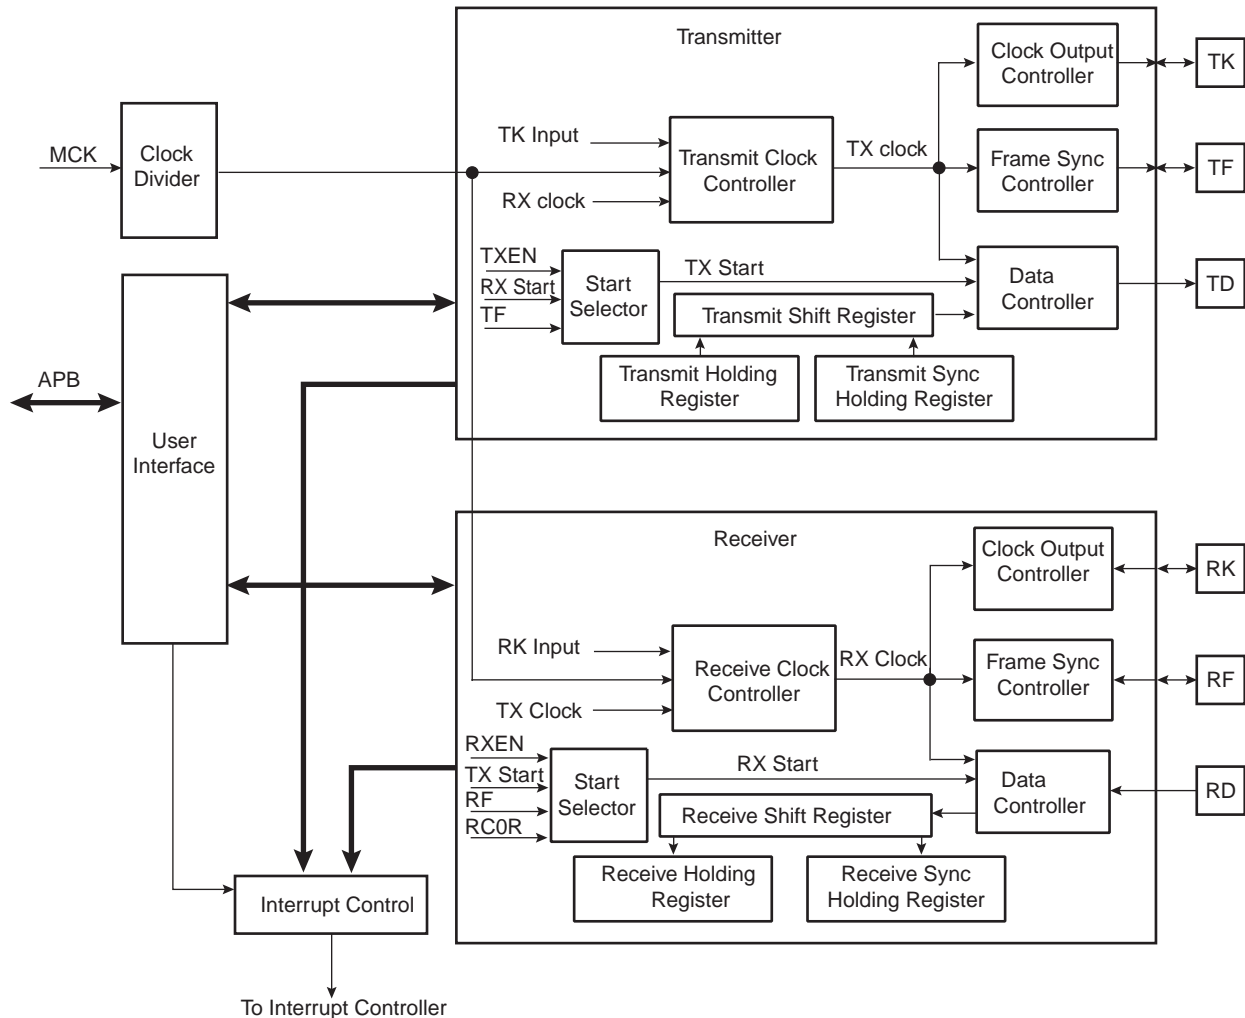 Transmitter
Clock Output
Controller
TK
MCK
Clock
Divider
TK Input
Transmit Clock
Controller
TX clock
Frame Sync
Controller
TF
RX clock
TXEN
RX Start
TF
Start
Selector
TX Start
Data
Controller
TD
Transmit Shift Register
Transmit Holding
Register
Transmit Sync
Holding Register
APB
User
Interface
Receiver
Clock Output
Controller
RK
RK Input
Receive Clock
Controller
RX Clock
Frame Sync
Controller
RF
TX Clock
RXEN
TX Start
RF
RC0R
Start
Selector
RX Start
Data
Controller
RD
Receive Shift Register
Receive Holding
Register
Receive Sync
Holding Register
Interrupt Control
To Interrupt Controller